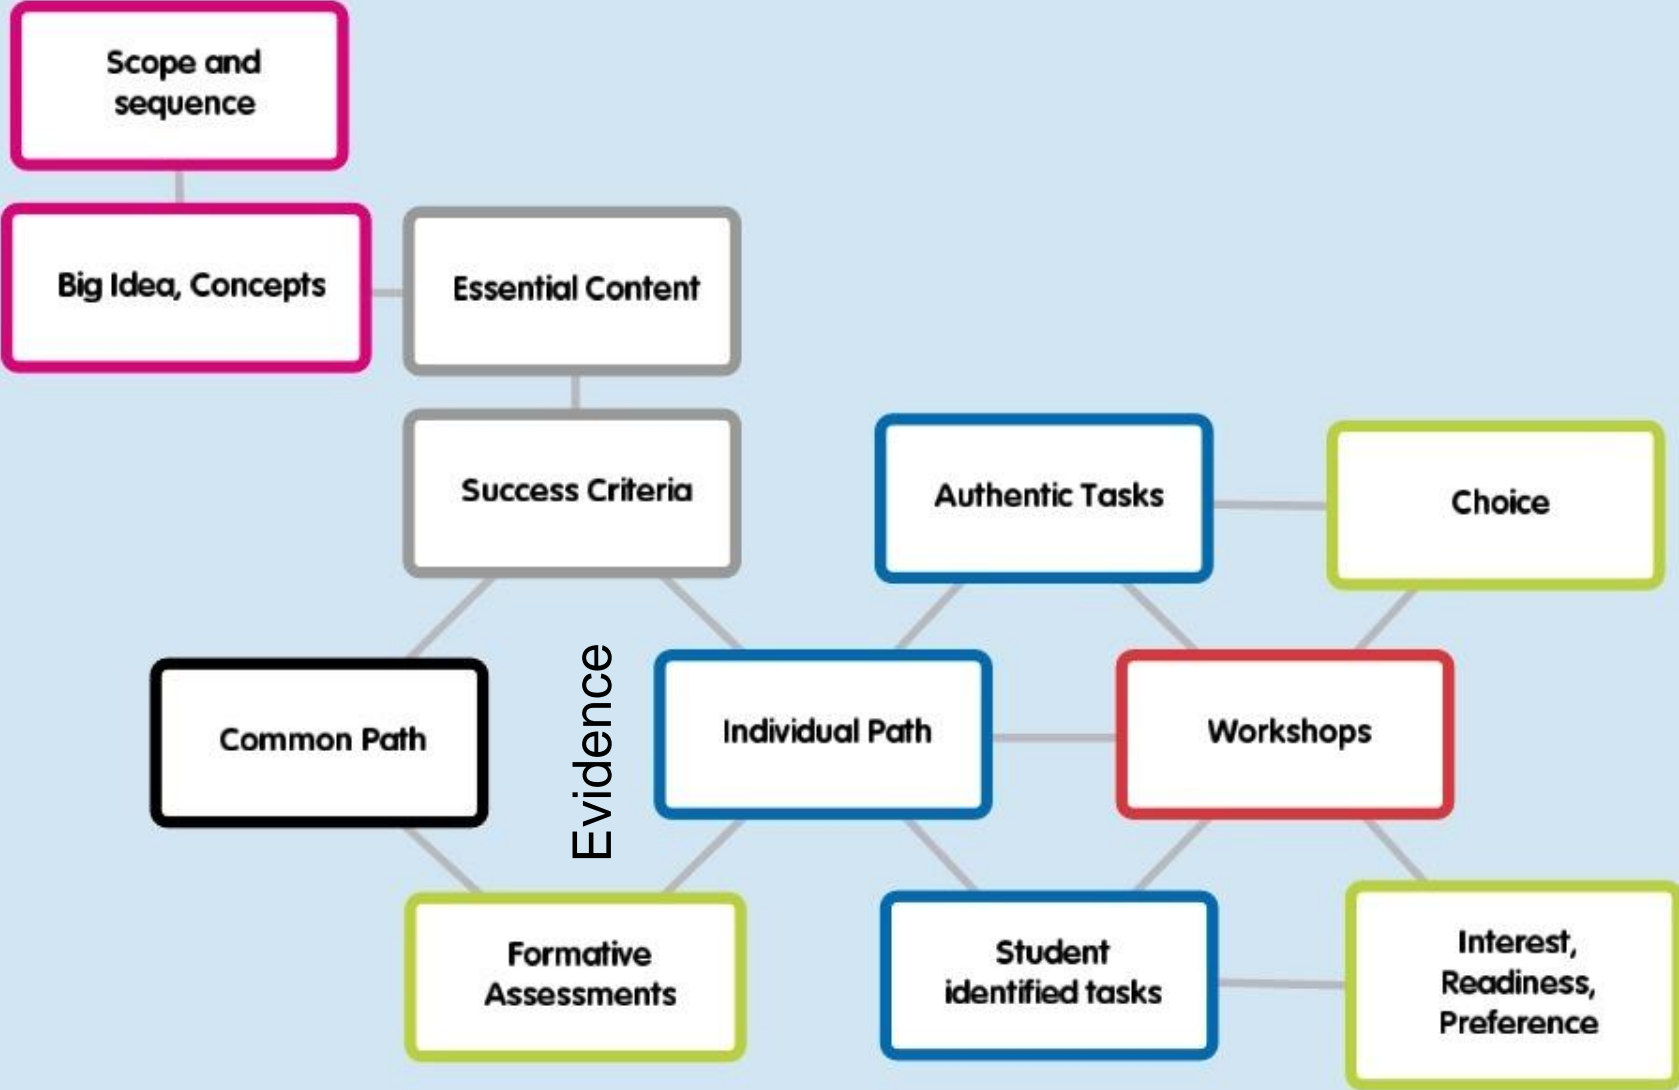 Scope and
sequence
Big Idea, Concepts
Essential Content
Success Criteria
Authentic Tasks
Choice
Common Path
Evidence
Individual Path
Workshops
Formative
Assessments
Student
identified tasks
Interest,
Readiness,
Preference